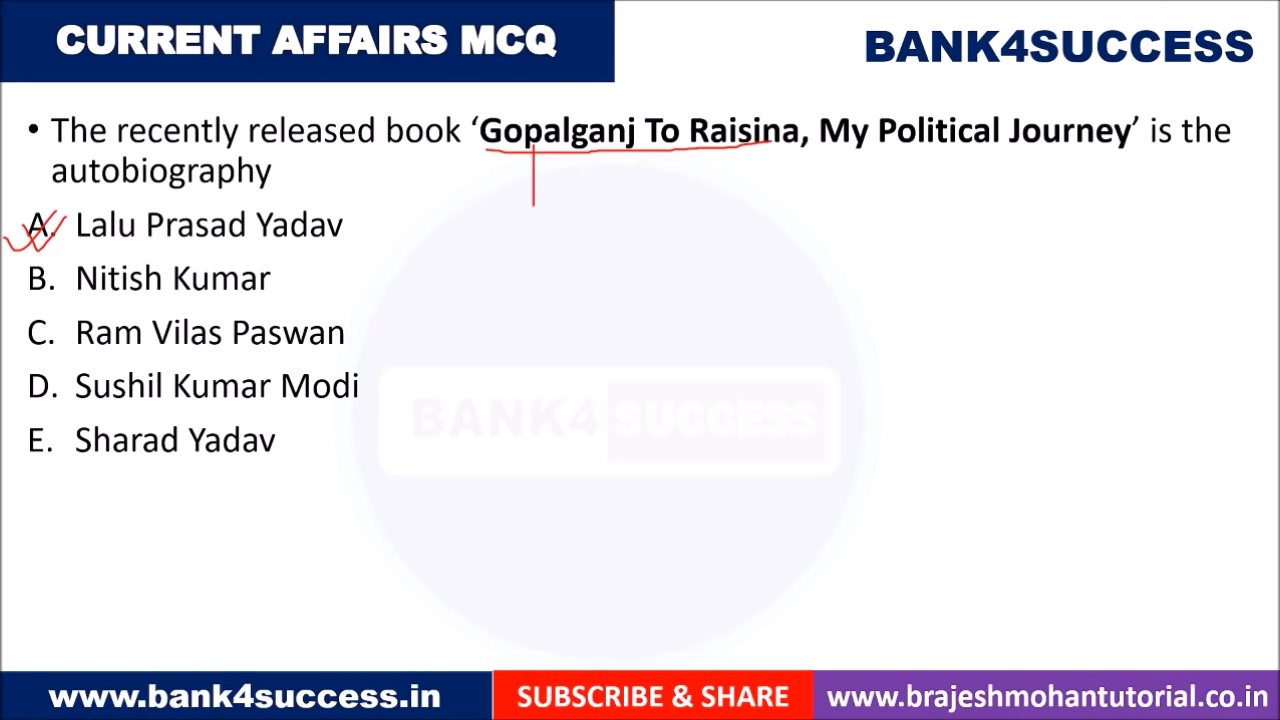 CURRENT AFFAIRS MCQ
BANK4SUCCESS
• The recently released book ‘Gopalganj To Raisina, My Political Journey’ is the
autobiography
A. Lalu Prasad Yadav
B. Nitish Kumar
C. Ram Vilas Paswan
D. Sushil Kumar Modi
E. Sharad Yadav
BANK4 SUCCESS
www.bank4success.in
SUBSCRIBE & SHARE
www.brajeshmohantutorial.co.in